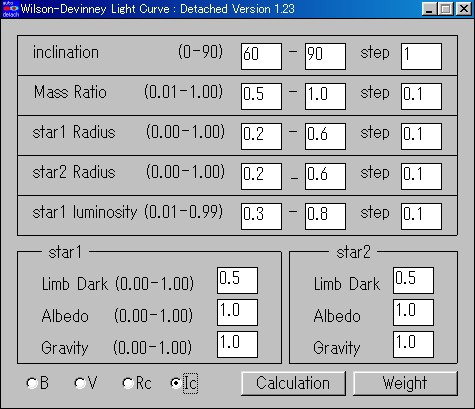 auto detach Wilson-Devinney Light Curve : Detached Version 1.23
inclination (0-90) 60 - 90 step 1
Mass Ratio (0.01-1.00) 0.5 - 1.0 step 0.1
star1 Radius (0.00-1.00) 0.2 - 0.6 step 0.1
star2 Radius (0.00-1.00) 0.2 - 0.6 step 0.1
star1 luminosity (0.01-0.99) 0.3 - 0.8 step 0.1
star1 star2
Limb Dark (0.00-1.00) 0.5 Limb Dark 0.5
Albedo (0.00-1.00) 1.0 Albedo 1.0
Gravity (0.00-1.00) 1.0 Gravity 1.0
B V Rc Ic Calculation Weight